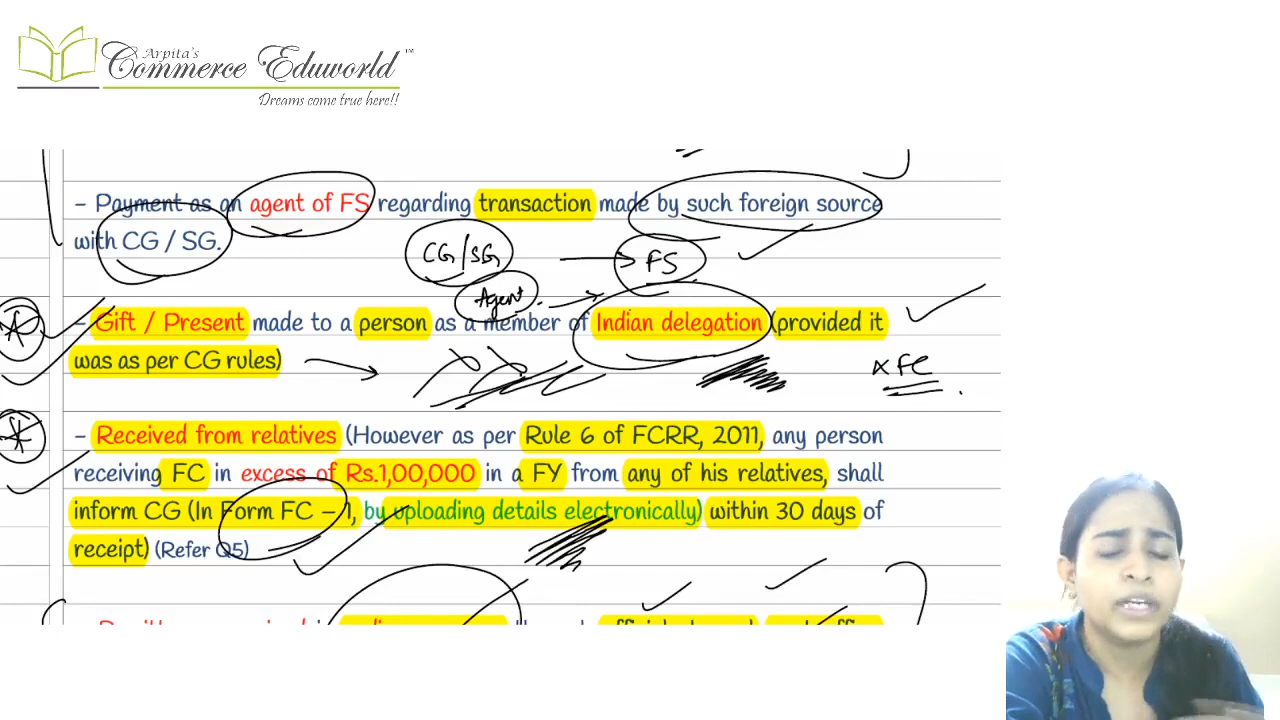 Arpita's
Commerce Eduworld™
Dreams come true here!!
- Payment as an agent of FS regarding transaction made by such foreign source
with CG / SG.
CG/SG → FS
Agent
- Gift / Present made to a person as a member of Indian delegation (provided it
was as per CG rules)
x FC
- Received from relatives (However as per Rule 6 of FCRR, 2011, any person
receiving FC in excess of Rs.1,00,000 in a FY from any of his relatives, shall
inform CG (In Form FC – 1, by uploading details electronically) within 30 days of
receipt) (Refer Q5)